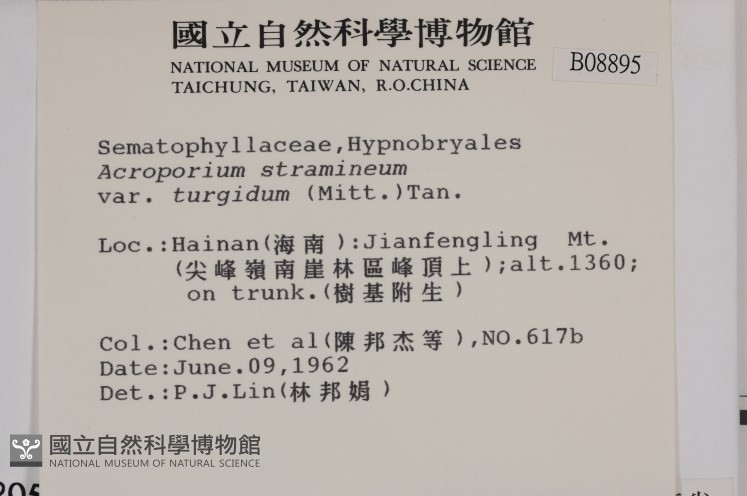 國立自然科學博物館
NATIONAL MUSEUM OF NATURAL SCIENCE
TAICHUNG, TAIWAN, R.O.CHINA
B08895
Sematophyllaceae,Hypnobryales
Acroporium stramineum
var. turgidum (Mitt.)Tan.
Loc.:Hainan(海南):Jianfengling Mt.
(尖峰嶺南崖林區峰頂上);alt.1360;
on trunk.(樹基附生)
Col.:Chen et al(陳邦杰等),NO.617b
Date:June.09,1962
Det.:P.J.Lin(林邦娟)
國立自然科學博物館
NATIONAL MUSEUM OF NATURAL SCIENCE